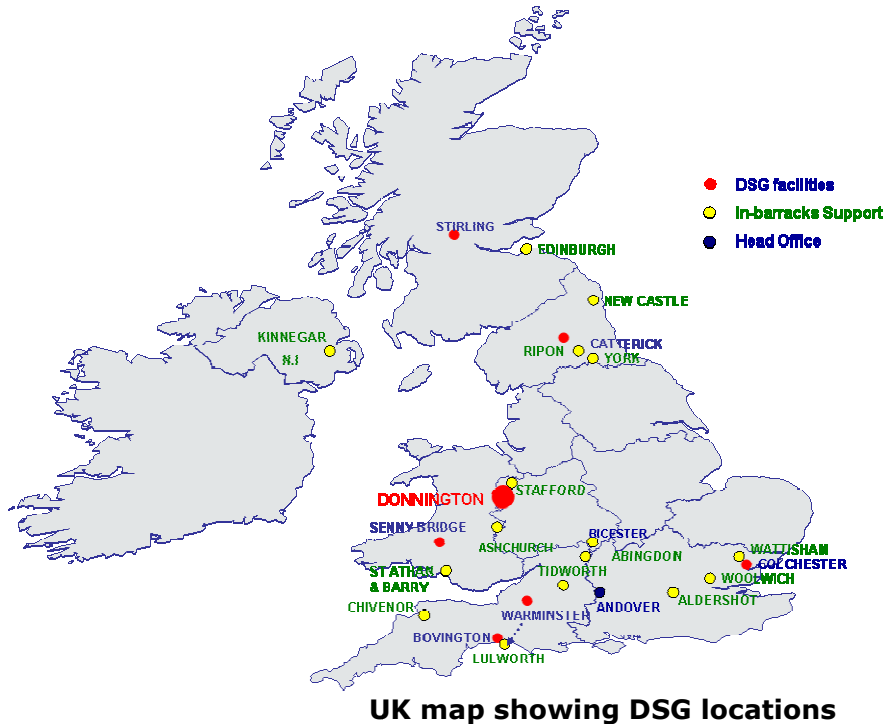 DSG facilities
In-barracks Support
Head Office
STIRLING
EDINBURGH
NEW CASTLE
KINNEGAR
N.I
CATTERICK
RIPON
YORK
DONNINGTON
STAFFORD
SENNY BRIDGE
ASHCHURCH
BICESTER
ABINGDON
WATTISHAM
COLCHESTER
ST ATHAN
& BARRY
TIDWORTH
WOOLWICH
CHIVENOR
WARMINSTER
ANDOVER
ALDERSHOT
BOVINGTON
LULWORTH
UK map showing DSG locations